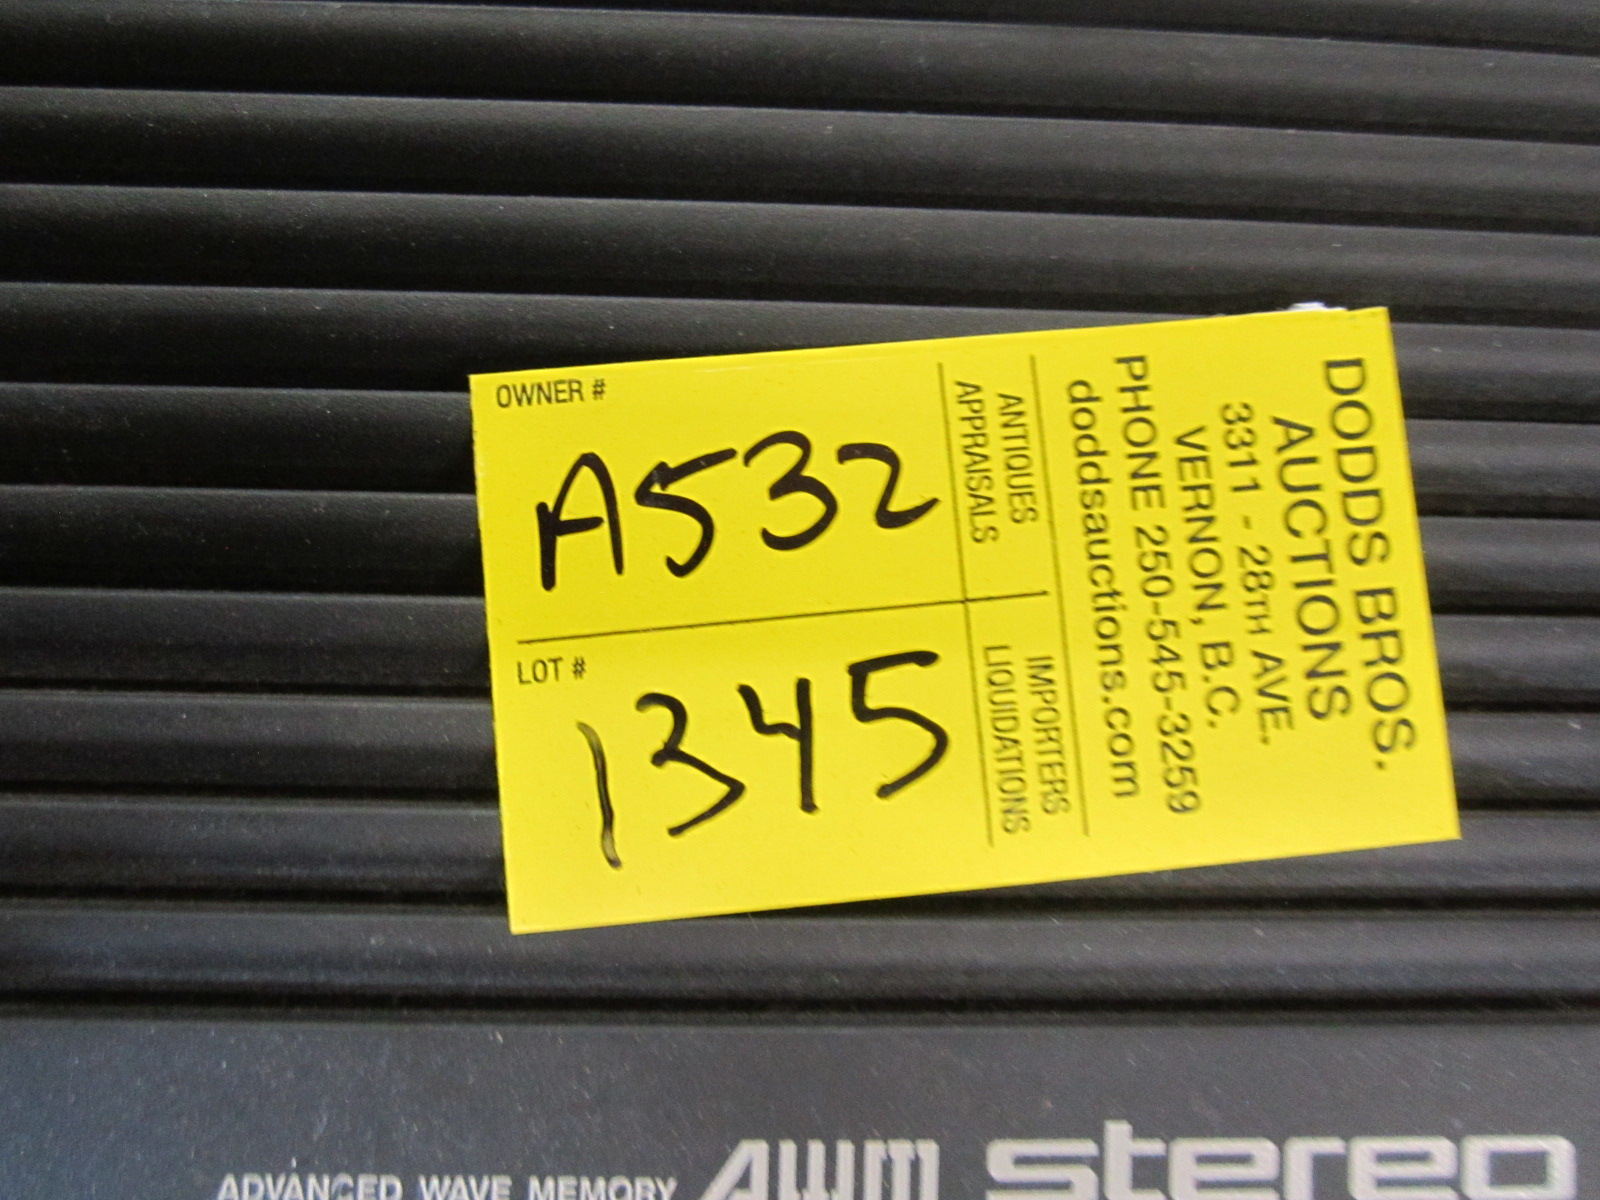 OWNER #
A532
LOT #
1345
ANTIQUES
APPRAISALS
IMPORTERS
LIQUIDATIONS
DODDS BROS.
AUCTIONS
3311 - 28TH AVE.
VERNON, B.C.
PHONE 250-545-3259
doddsauctions.com
ADVANCED WAVE MEMORY AWM stereo